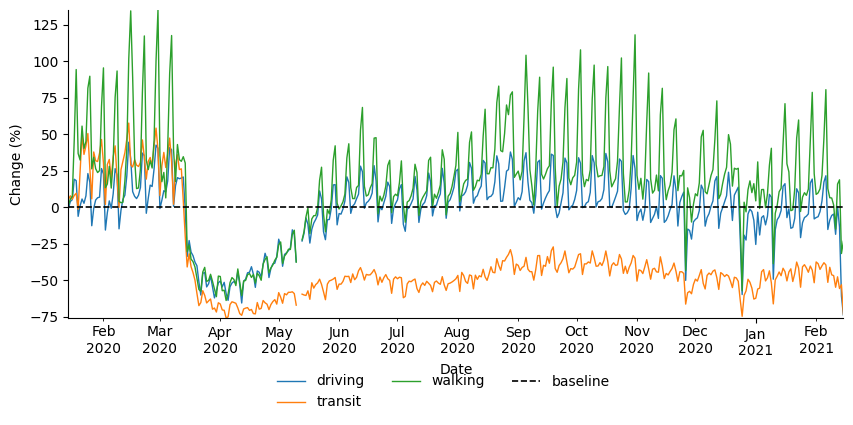 Change (%)
125
100
75
50
25
0
−25
−50
−75
Feb Mar Apr May Jun Jul Aug Sep Oct Nov Dec Jan Feb
2020 2020 2020 2020 2020 2020 2020 2020 2020 2020 2020 2021 2021
Date
driving walking baseline
transit